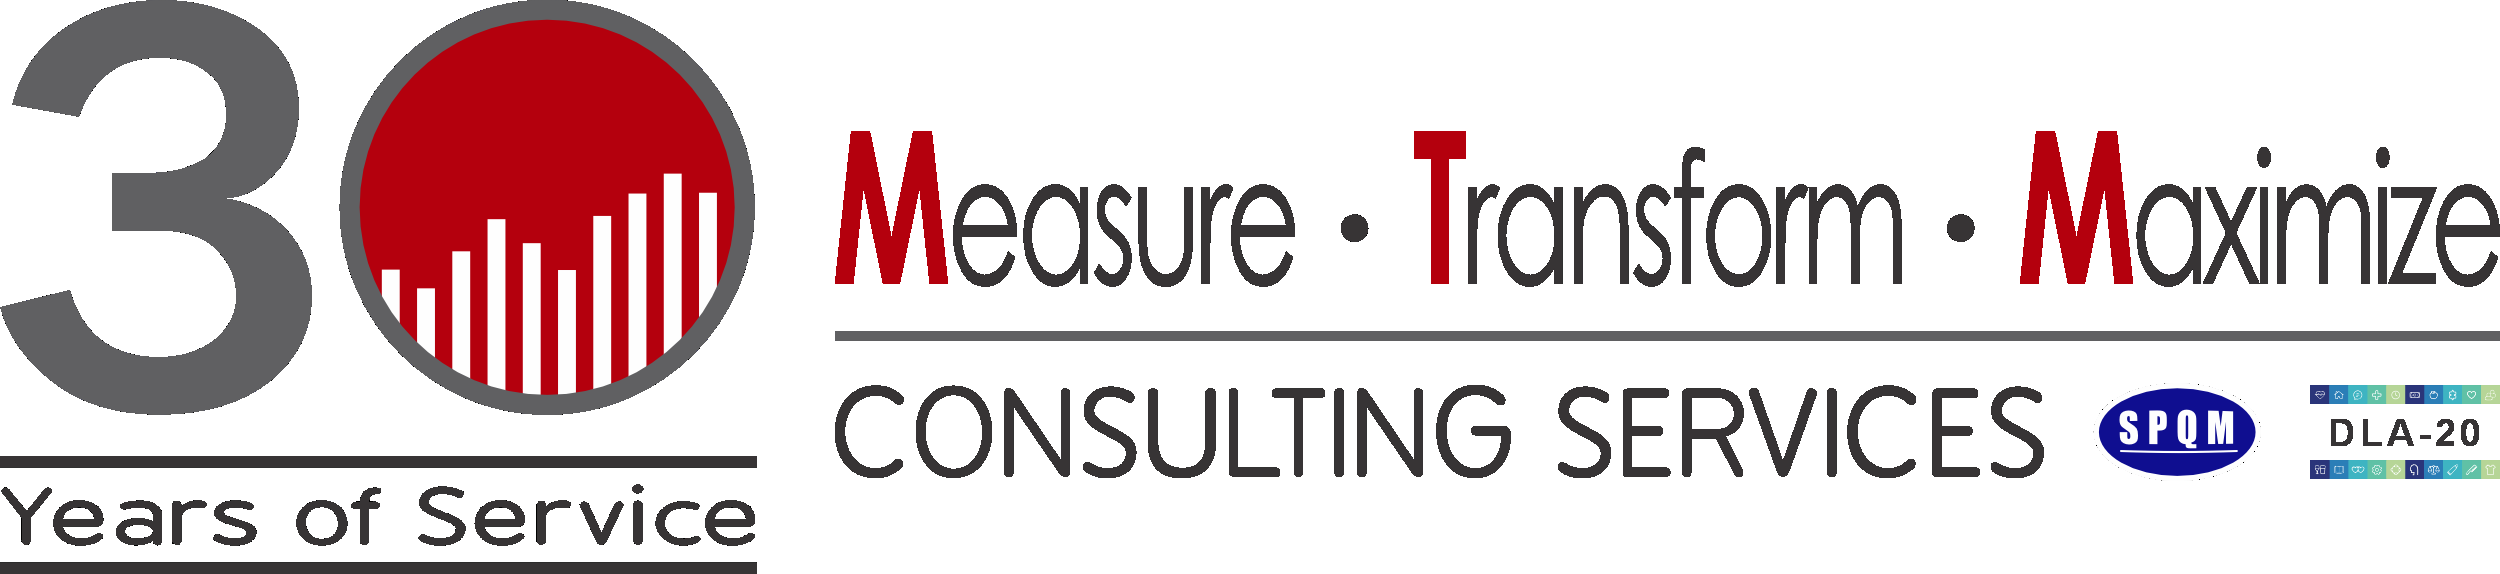 30
Years of Service
Measure · Transform · Maximize
CONSULTING SERVICES
SPQM
DLA-20